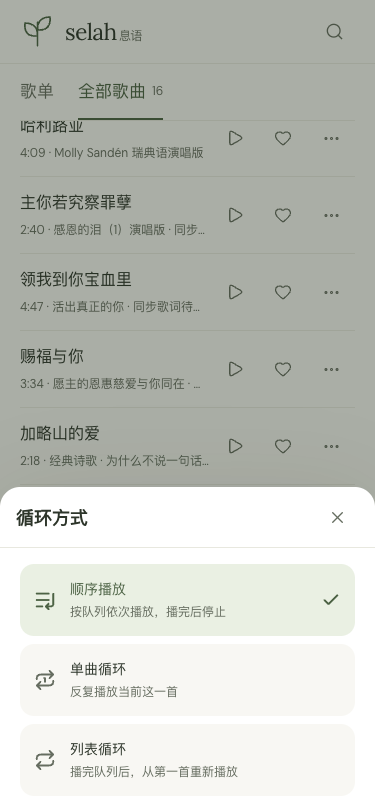 selah 息语
歌单 全部歌曲 16
哈利路亚
4:09 · Molly Sandén 瑞典语演唱版
主你若究察罪孽
2:40 · 感恩的泪（1）演唱版 · 同步...
领我到你宝血里
4:47 · 活出真正的你 · 同步歌词待...
赐福与你
3:34 · 愿主的恩惠慈爱与你同在 · ...
加略山的爱
2:18 · 经典诗歌 · 为什么不说一句话...
循环方式
顺序播放
按队列依次播放，播完后停止
单曲循环
反复播放当前这一首
列表循环
播完队列后，从第一首重新播放